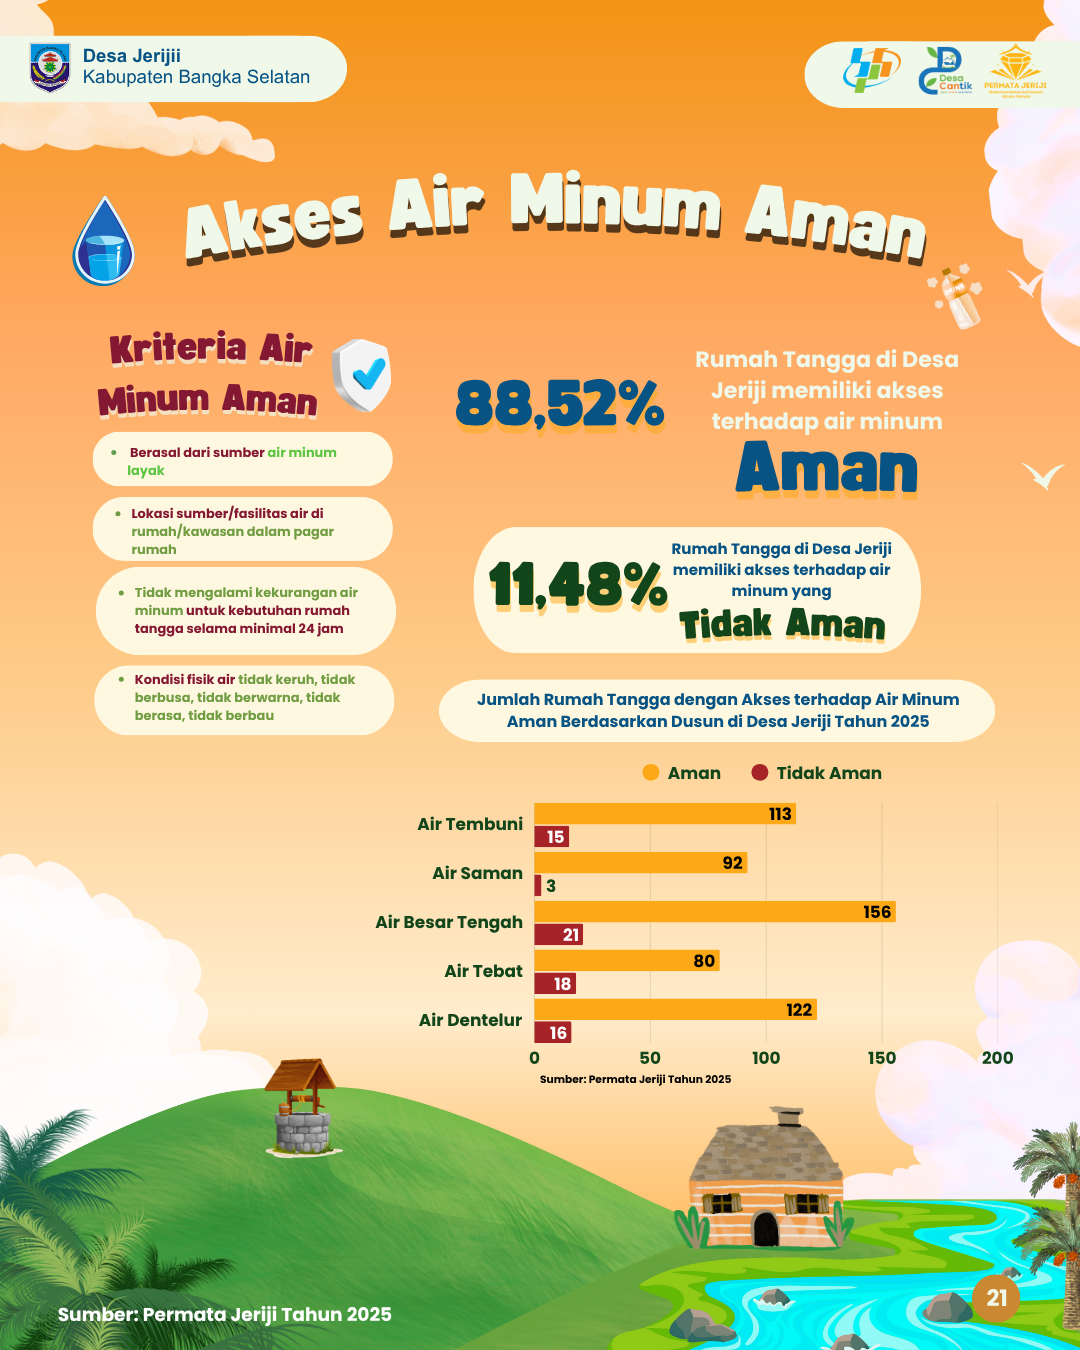 Desa Jerijii
Kabupaten Bangka Selatan
Desa
Cantik
PERMATA JERIJI
Akses Air Minum Aman
Kriteria Air
Minum Aman
• Berasal dari sumber air minum
layak
• Lokasi sumber/fasilitas air di
rumah/kawasan dalam pagar
rumah
• Tidak mengalami kekurangan air
minum untuk kebutuhan rumah
tangga selama minimal 24 jam
• Kondisi fisik air tidak keruh, tidak
berbusa, tidak berwarna, tidak
berasa, tidak berbau
88,52%
Rumah Tangga di Desa
Jeriji memiliki akses
terhadap air minum
Aman
11,48%
Rumah Tangga di Desa Jeriji
memiliki akses terhadap air
minum yang
Tidak Aman
Jumlah Rumah Tangga dengan Akses terhadap Air Minum
Aman Berdasarkan Dusun di Desa Jeriji Tahun 2025
Aman Tidak Aman
Air Tembuni 113
15
Air Saman 92
3
Air Besar Tengah 156
21
Air Tebat 80
18
Air Dentelur 122
16
0 50 100 150 200
Sumber: Permata Jeriji Tahun 2025
Sumber: Permata Jeriji Tahun 2025
21